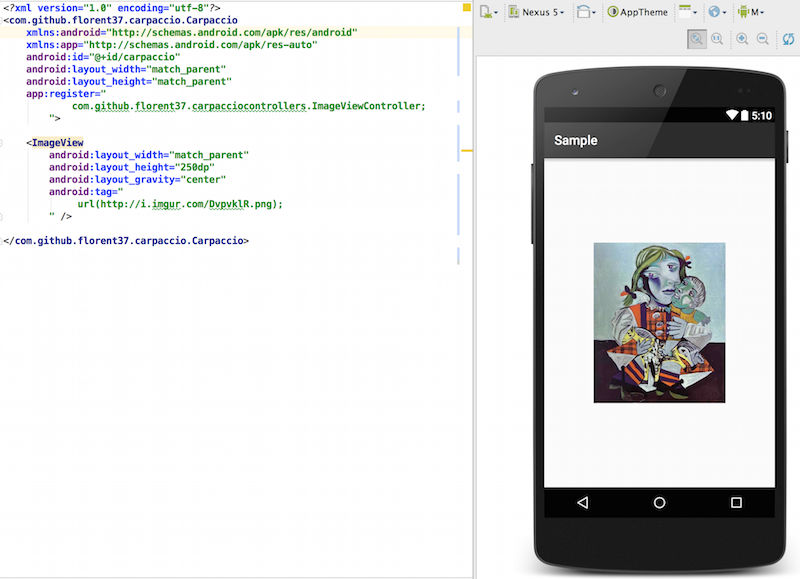 <?xml version="1.0" encoding="utf-8"?>
<com.github.florent37.carpaccio.Carpaccio
xmlns:android="http://schemas.android.com/apk/res/android"
xmlns:app="http://schemas.android.com/apk/res-auto"
android:id="@+id/carpaccio"
android:layout_width="match_parent"
android:layout_height="match_parent"
app:register="
com.github.florent37.carpacciocontrollers.ImageViewController;
">
<ImageView
android:layout_width="match_parent"
android:layout_height="250dp"
android:layout_gravity="center"
android:tag="
url(http://i.imgur.com/DvpvklR.png);
" />
</com.github.florent37.carpaccio.Carpaccio>
Nexus 5
AppTheme
M
1:1
5:10
Sample